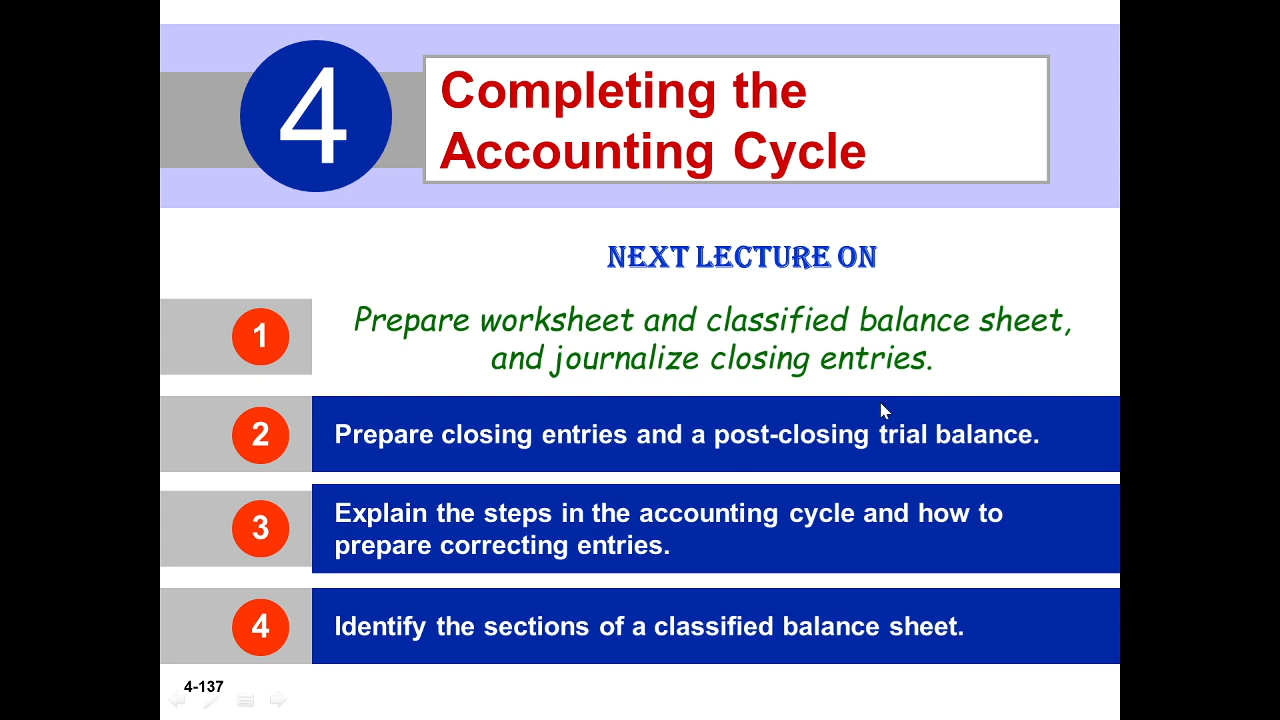 4
Completing the
Accounting Cycle
NEXT LECTURE ON
1
Prepare worksheet and classified balance sheet,
and journalize closing entries.
2
Prepare closing entries and a post-closing trial balance.
3
Explain the steps in the accounting cycle and how to
prepare correcting entries.
4
Identify the sections of a classified balance sheet.
4-137